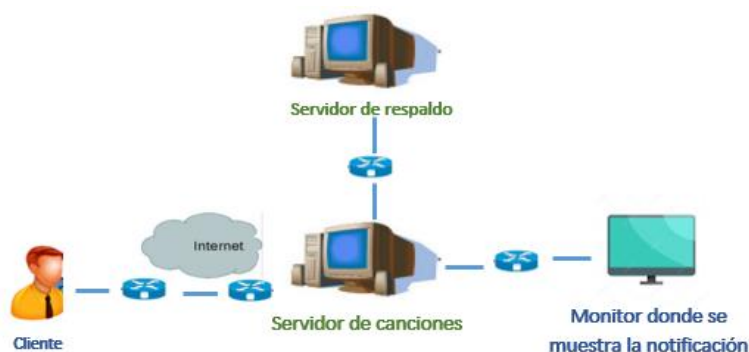 Servidor de respaldo
Internet
Cliente
Servidor de canciones
Monitor donde se
muestra la notificación